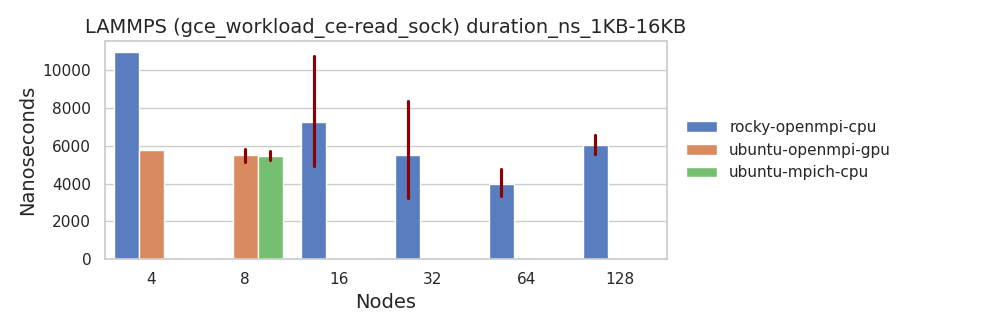 LAMMPS (gce_workload_ce-read_sock) duration_ns_1KB-16KB
Nanoseconds
10000
8000
6000
4000
2000
0
4 8 16 32 64 128
Nodes
rocky-openmpi-cpu
ubuntu-openmpi-gpu
ubuntu-mpich-cpu